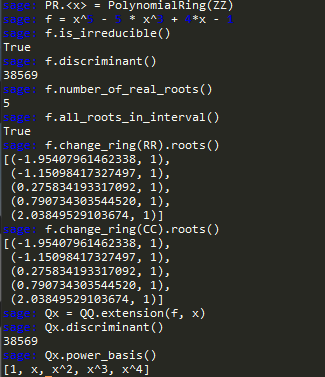 sage: PR.<x> = PolynomialRing(ZZ)
sage: f = x^5 - 5 * x^3 + 4*x - 1
sage: f.is_irreducible()
True
sage: f.discriminant()
38569
sage: f.number_of_real_roots()
5
sage: f.all_roots_in_interval()
True
sage: f.change_ring(RR).roots()
[(-1.95407961462338, 1),
(-1.15098417327497, 1),
(0.275834193317092, 1),
(0.790734303544520, 1),
(2.03849529103674, 1)]
sage: f.change_ring(CC).roots()
[(-1.95407961462338, 1),
(-1.15098417327497, 1),
(0.275834193317092, 1),
(0.790734303544520, 1),
(2.03849529103674, 1)]
sage: Qx = QQ.extension(f, x)
sage: Qx.discriminant()
38569
sage: Qx.power_basis()
[1, x, x^2, x^3, x^4]